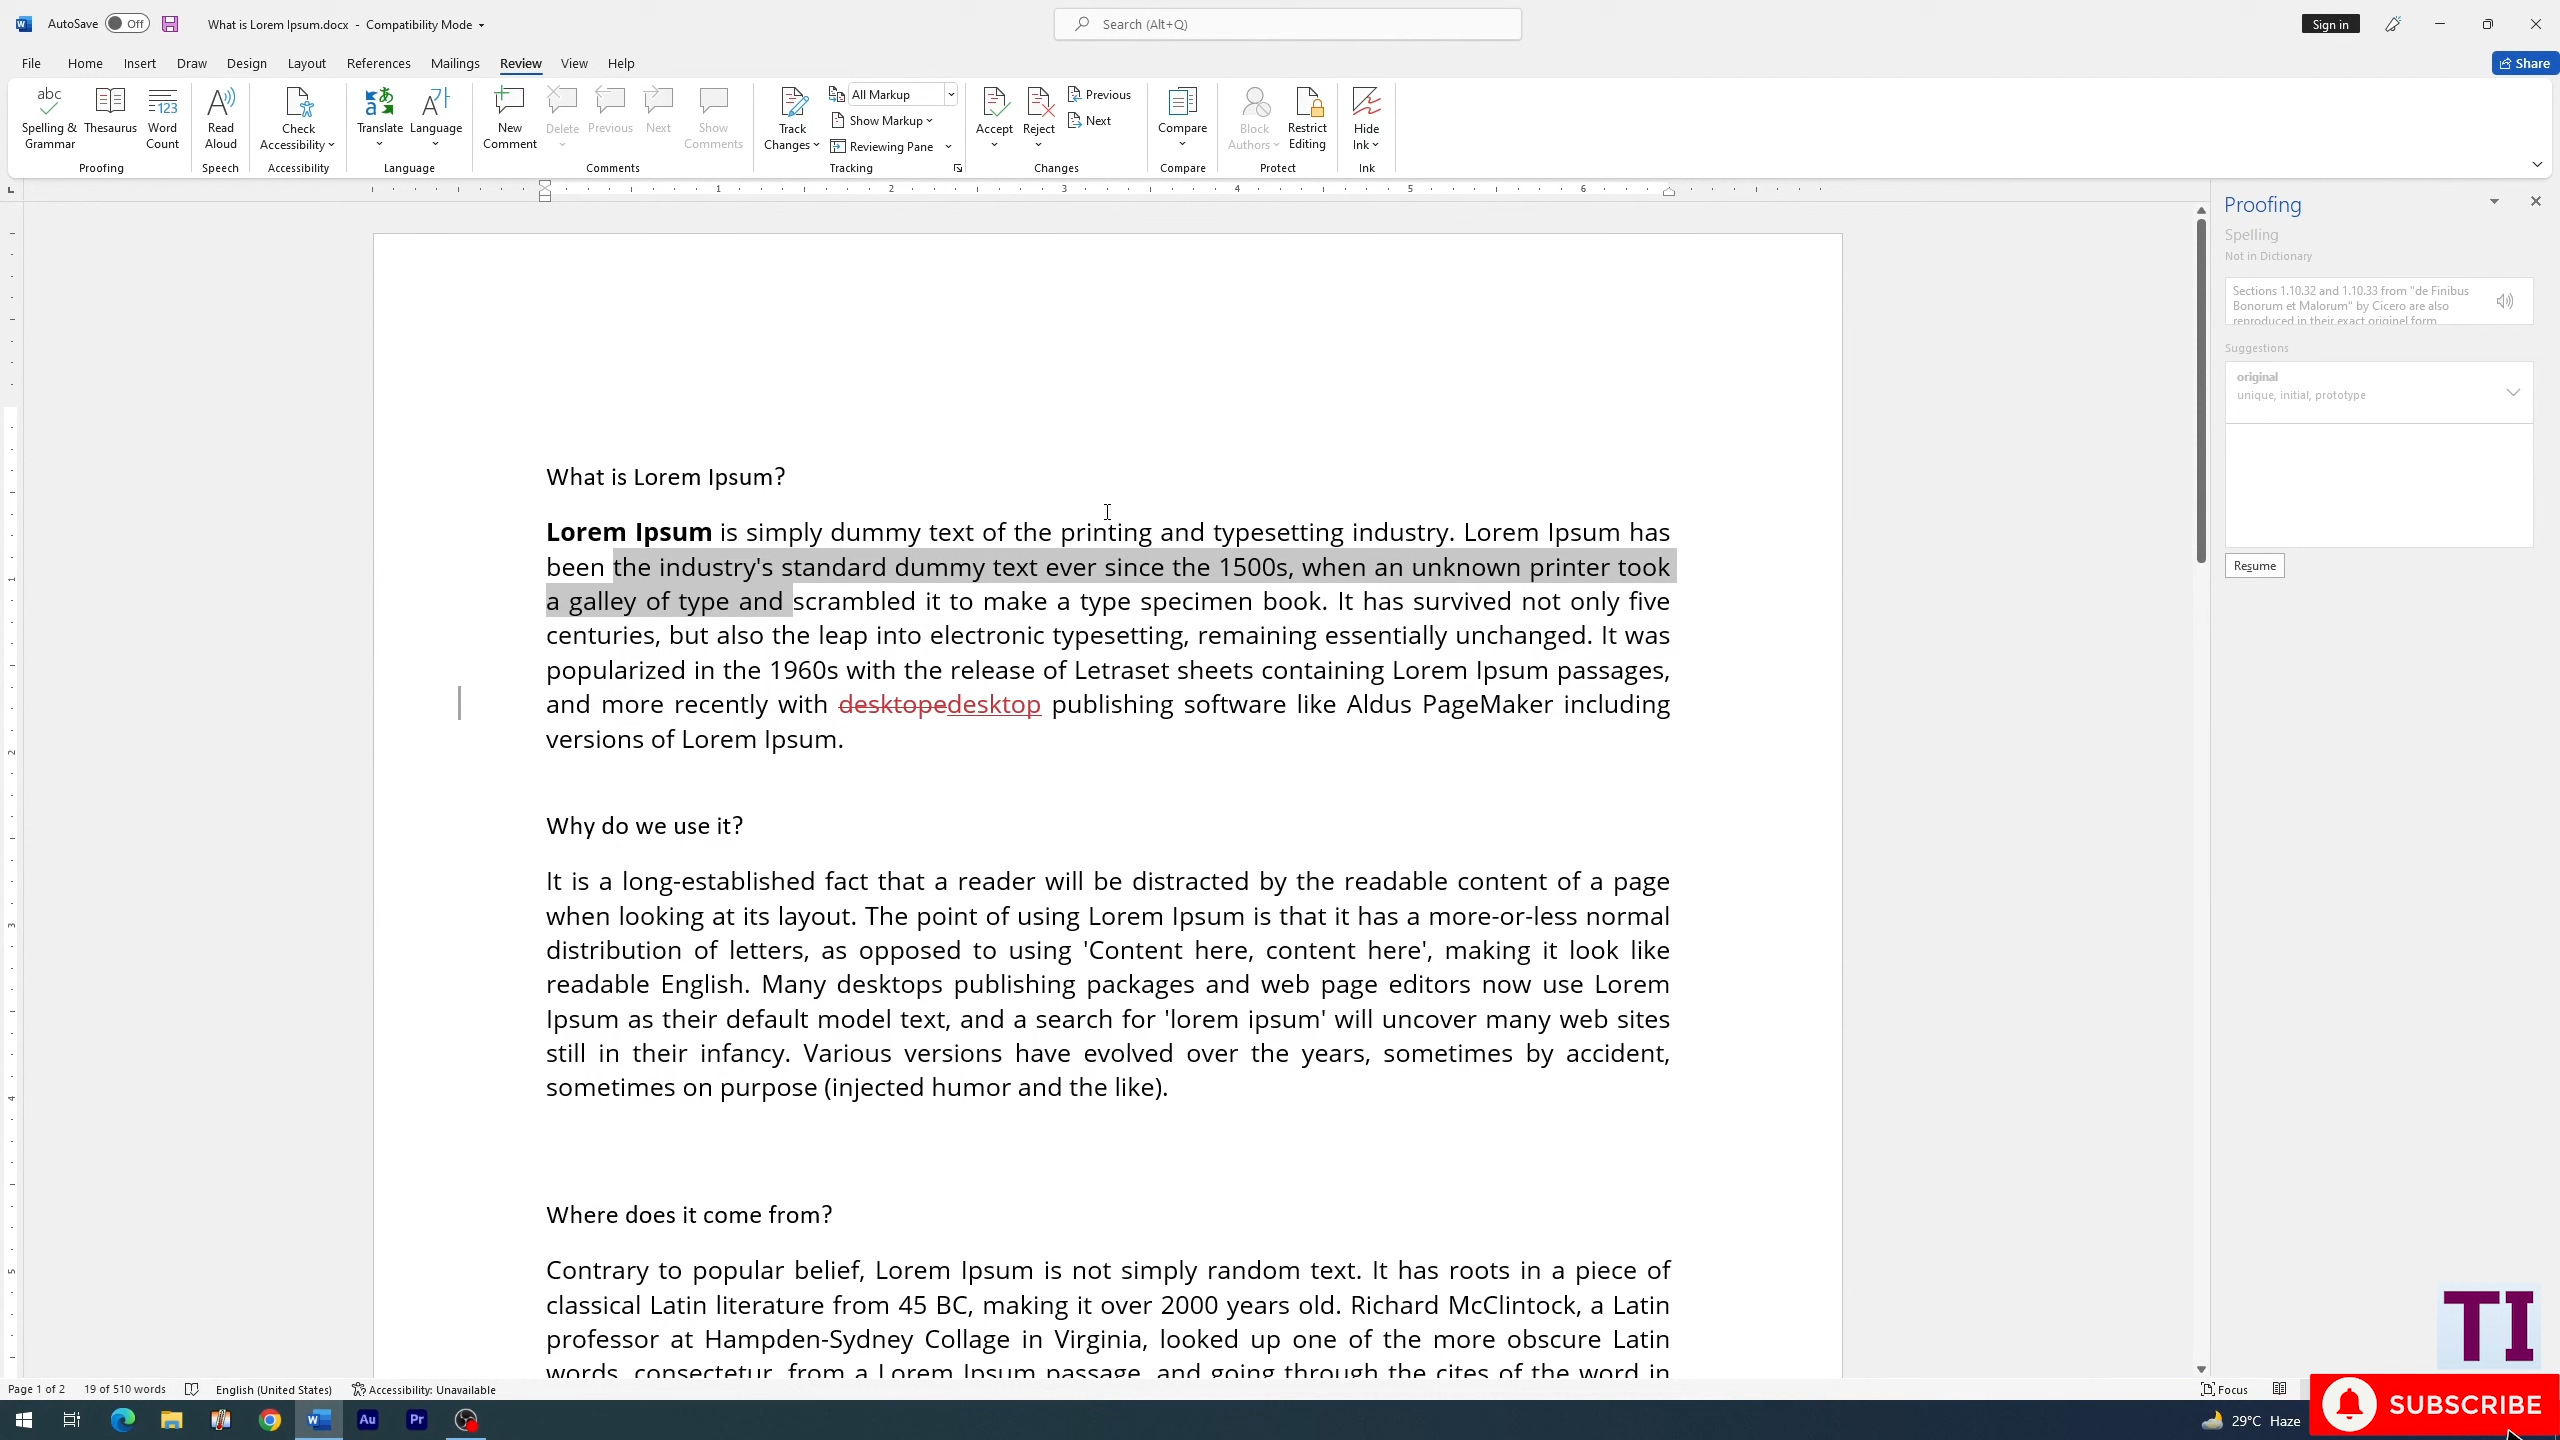 AutoSave Off What is Lorem Ipsum.docx - Compatibility Mode Search (Alt+Q) Sign in
File Home Insert Draw Design Layout References Mailings Review View Help Share
Spelling & Grammar Thesaurus Word Count Read Aloud Check Accessibility Translate Language New Comment Delete Previous Next Show Comments Track Changes All Markup Show Markup Reviewing Pane Accept Reject Previous Next Compare Block Authors Restrict Editing Hide Ink
Proofing Speech Accessibility Language Comments Tracking Changes Compare Protect Ink
1 2 3 4 5 6
Proofing
Spelling
Not in Dictionary
Sections 1.10.32 and 1.10.33 from "de Finibus
Bonorum et Malorum" by Cicero are also
reproduced in their exact originel form
Suggestions
original
unique, initial, prototype
Resume
What is Lorem Ipsum?
Lorem Ipsum is simply dummy text of the printing and typesetting industry. Lorem Ipsum has
been the industry's standard dummy text ever since the 1500s, when an unknown printer took
a galley of type and scrambled it to make a type specimen book. It has survived not only five
centuries, but also the leap into electronic typesetting, remaining essentially unchanged. It was
popularized in the 1960s with the release of Letraset sheets containing Lorem Ipsum passages,
and more recently with desktopedesktop publishing software like Aldus PageMaker including
versions of Lorem Ipsum.
Why do we use it?
It is a long-established fact that a reader will be distracted by the readable content of a page
when looking at its layout. The point of using Lorem Ipsum is that it has a more-or-less normal
distribution of letters, as opposed to using 'Content here, content here', making it look like
readable English. Many desktops publishing packages and web page editors now use Lorem
Ipsum as their default model text, and a search for 'lorem ipsum' will uncover many web sites
still in their infancy. Various versions have evolved over the years, sometimes by accident,
sometimes on purpose (injected humor and the like).
Where does it come from?
Contrary to popular belief, Lorem Ipsum is not simply random text. It has roots in a piece of
classical Latin literature from 45 BC, making it over 2000 years old. Richard McClintock, a Latin
professor at Hampden-Sydney Collage in Virginia, looked up one of the more obscure Latin
words, consectetur, from a Lorem Ipsum passage, and going through the cites of the word in
TI
Page 1 of 2 19 of 510 words English (United States) Accessibility: Unavailable Focus
Au Pr 29°C Haze SUBSCRIBE